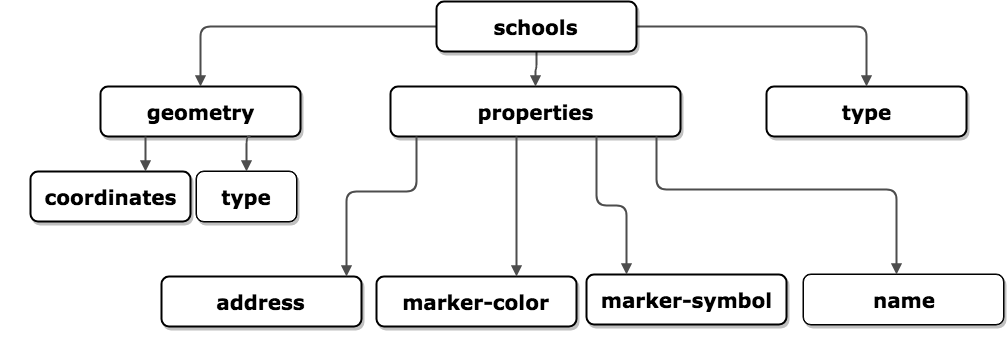 schools
geometry
properties
type
coordinates
type
address
marker-color
marker-symbol
name